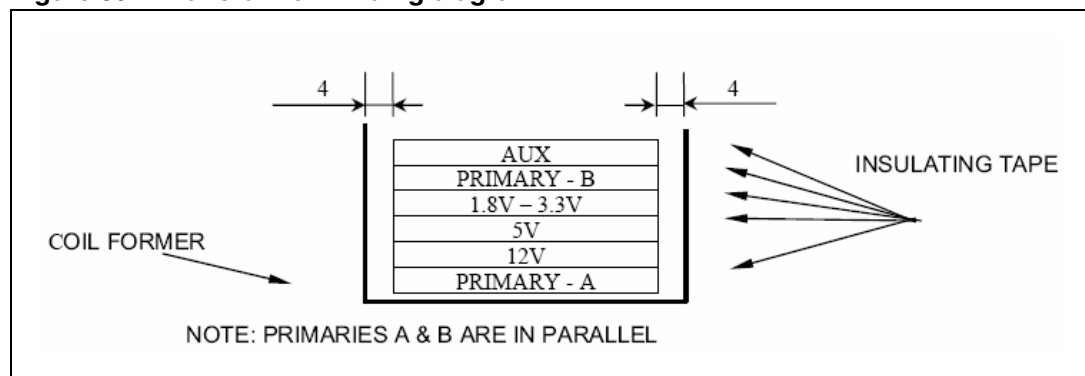 4
4
AUX
PRIMARY - B
1.8V – 3.3V
5V
12V
PRIMARY - A
INSULATING TAPE
COIL FORMER
NOTE: PRIMARIES A & B ARE IN PARALLEL